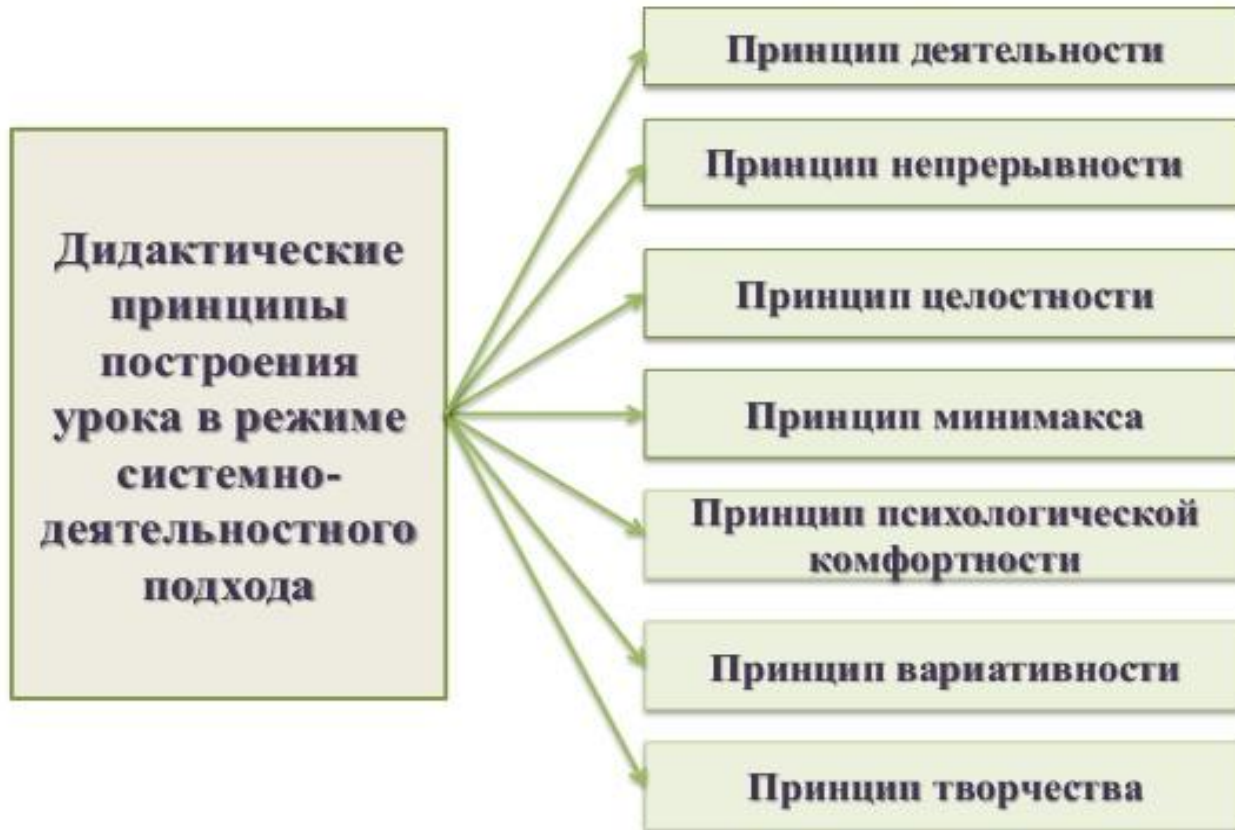 Дидактические
принципы
построения
урока в режиме
системно-
деятельностного
подхода
Принцип деятельности
Принцип непрерывности
Принцип целостности
Принцип минимакса
Принцип психологической
комфортности
Принцип вариативности
Принцип творчества